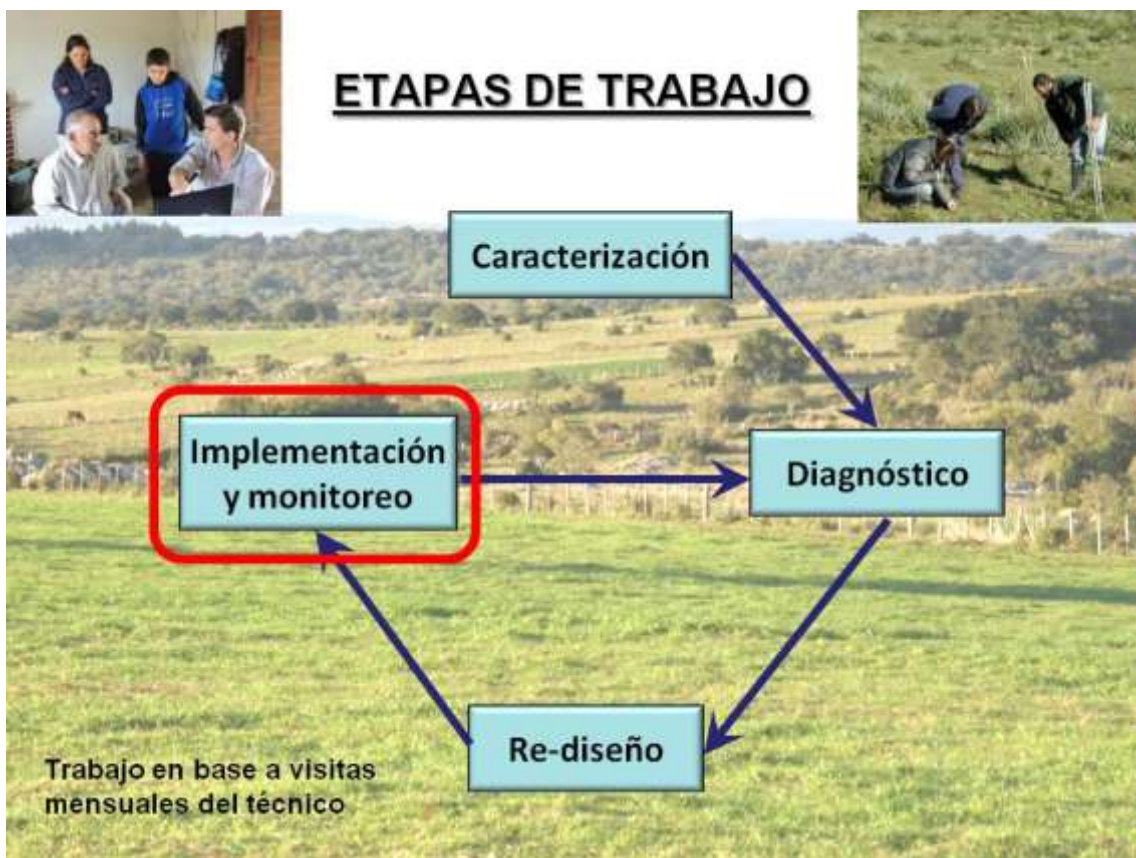 ETAPAS DE TRABAJO
Caracterización
Implementación
y monitoreo
Diagnóstico
Re-diseño
Trabajo en base a visitas
mensuales del técnico